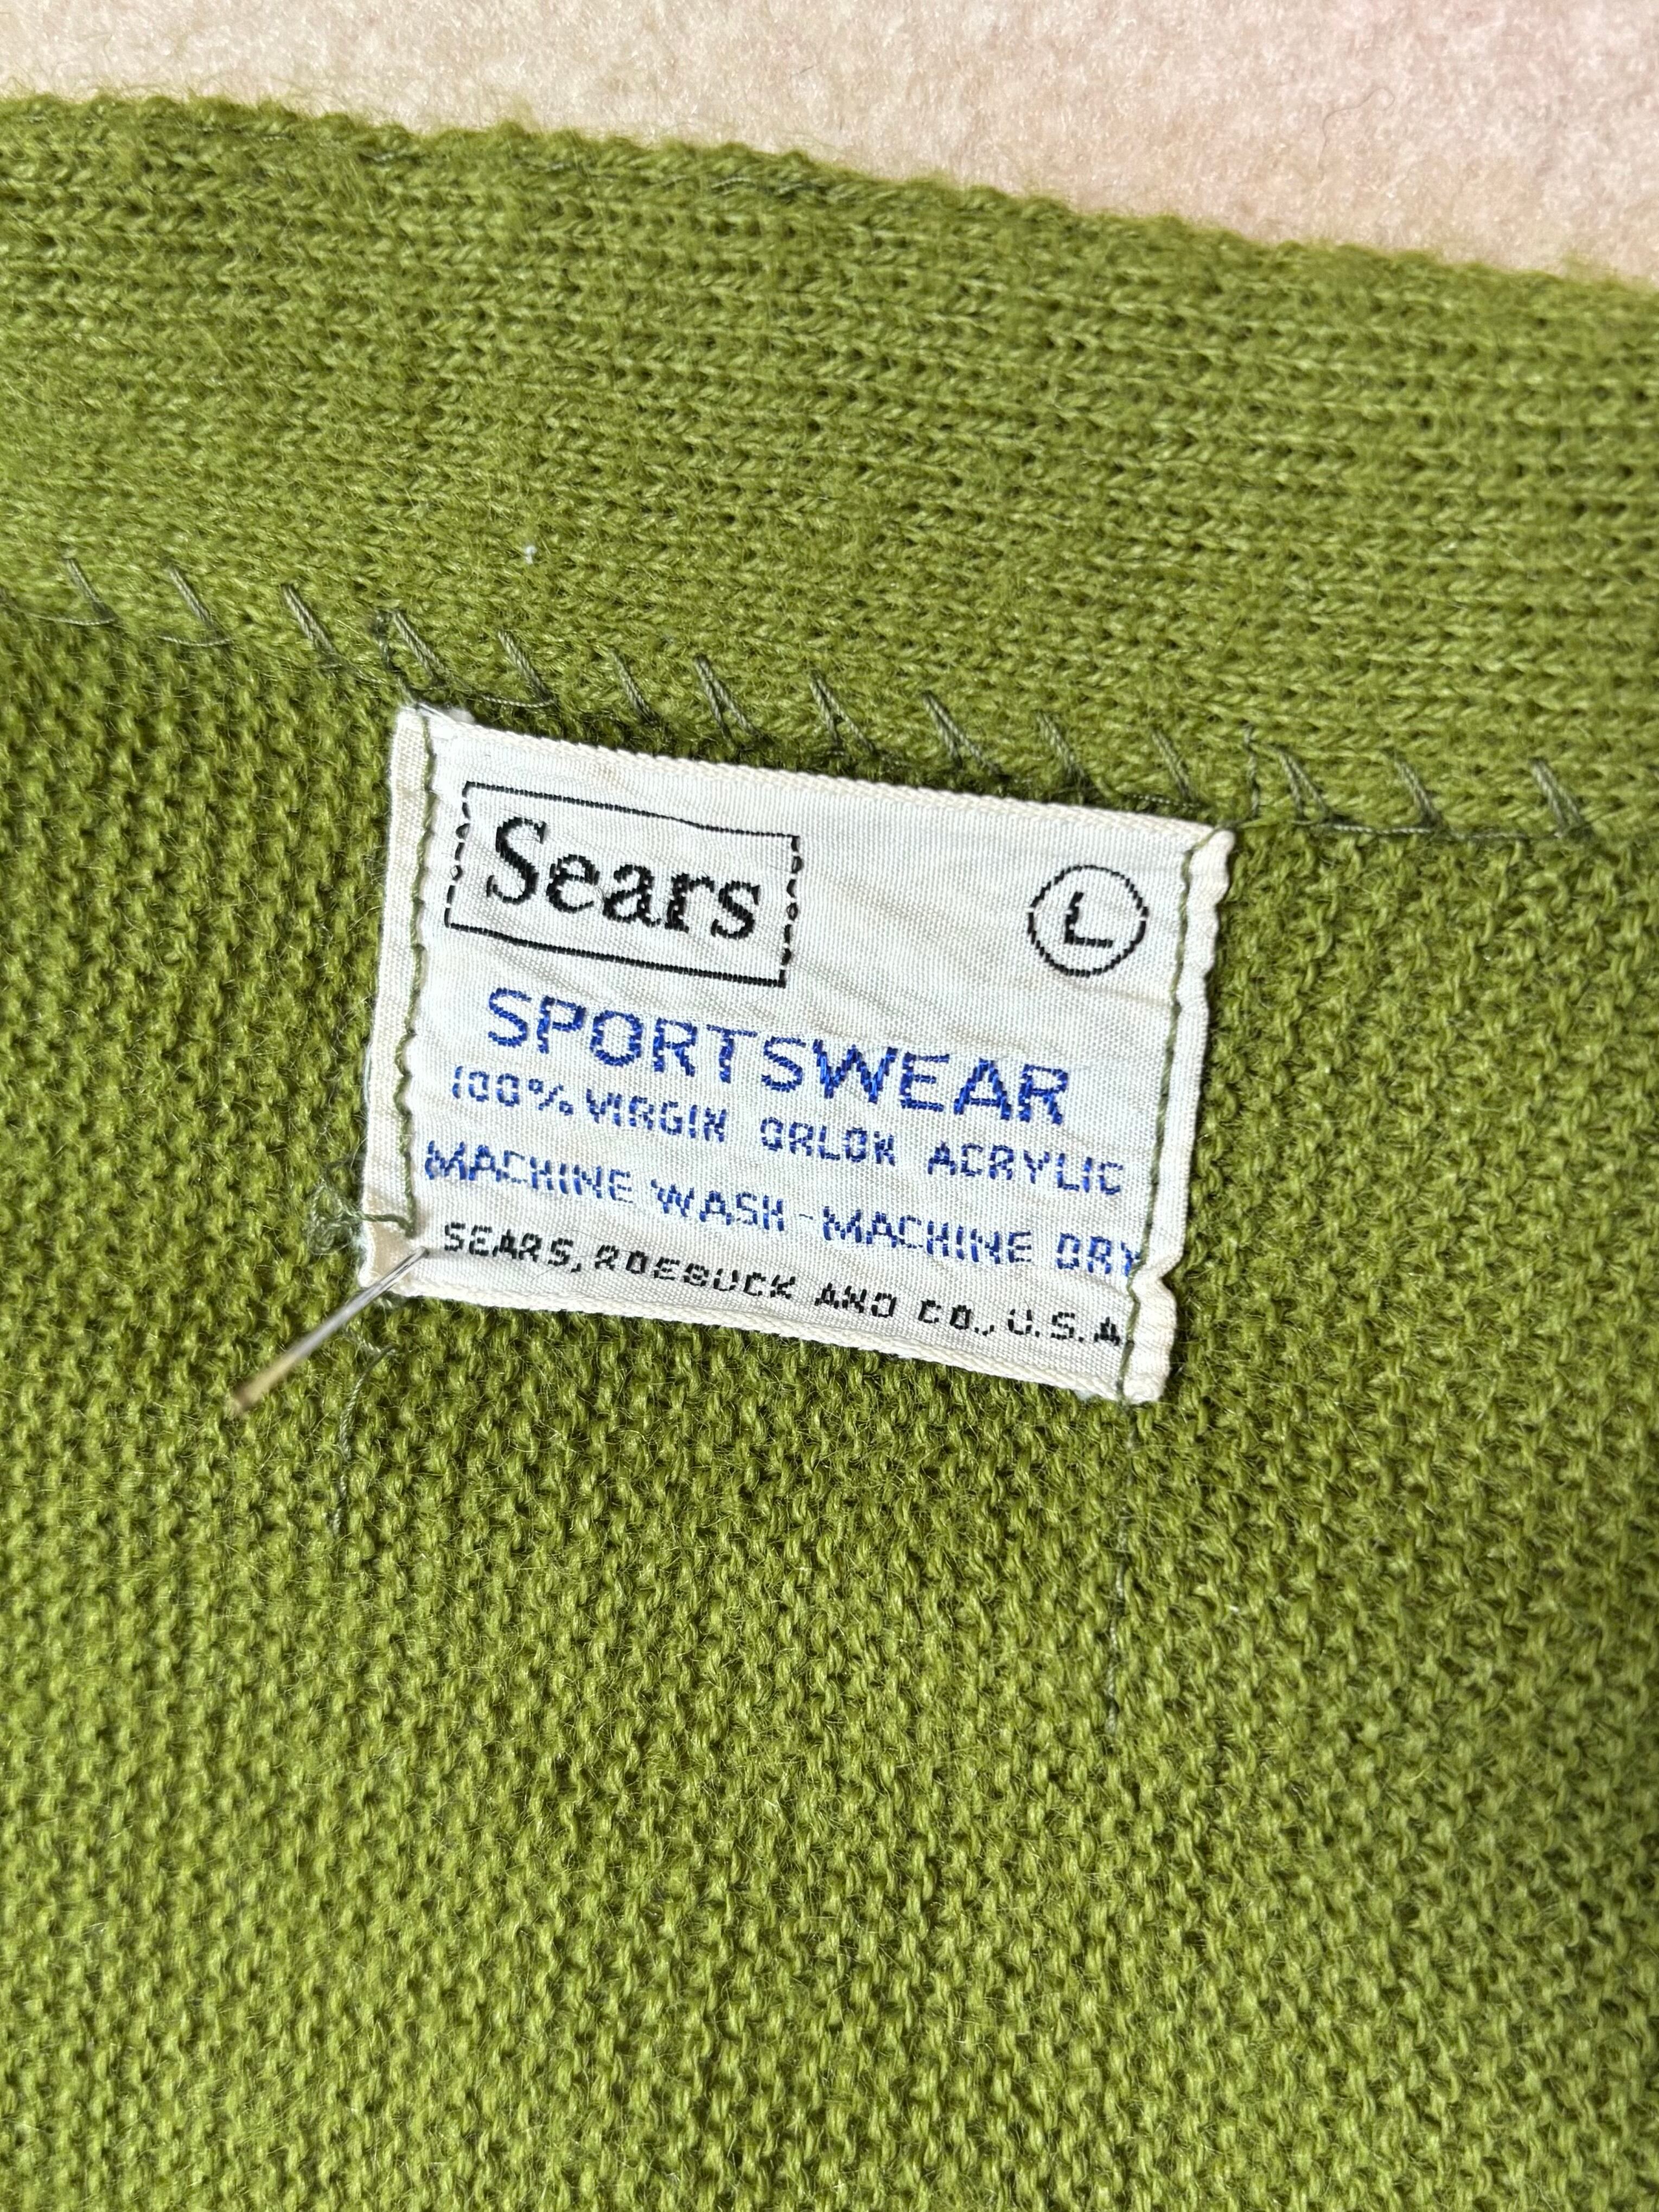 Sears
L
SPORTSWEAR
100% VIRGIN ORLON ACRYLIC
MACHINE WASH-MACHINE DRY
SEARS, ROEBUCK AND CO., U.S.A.